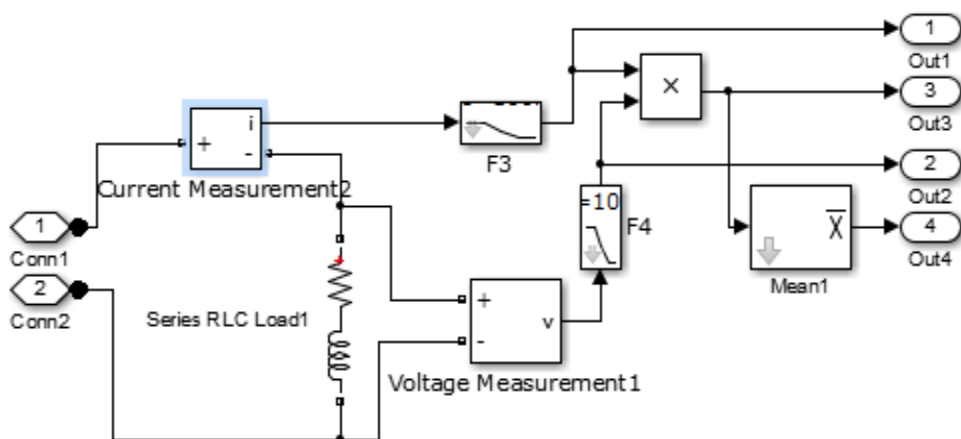 1
Out1
×
3
Out3
i
+
-
Current Measurement2
F3
2
Out2
=10
F4
1
Conn1
X
4
Out4
Mean1
2
Conn2
Series RLC Load1
+
v
-
Voltage Measurement1